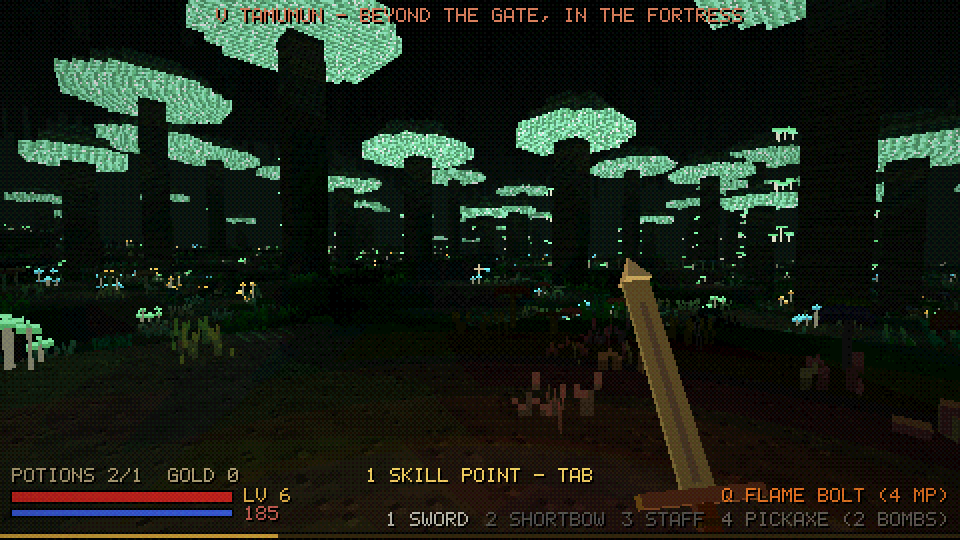 V TAMUNUN - BEYOND THE GATE, IN THE FORTRESS
POTIONS 2/1 GOLD 0
1 SKILL POINT - TAB
LV 6
185
Q FLAME BOLT (4 MP)
1 SWORD 2 SHORTBOW 3 STAFF 4 PICKAXE (2 BOMBS)